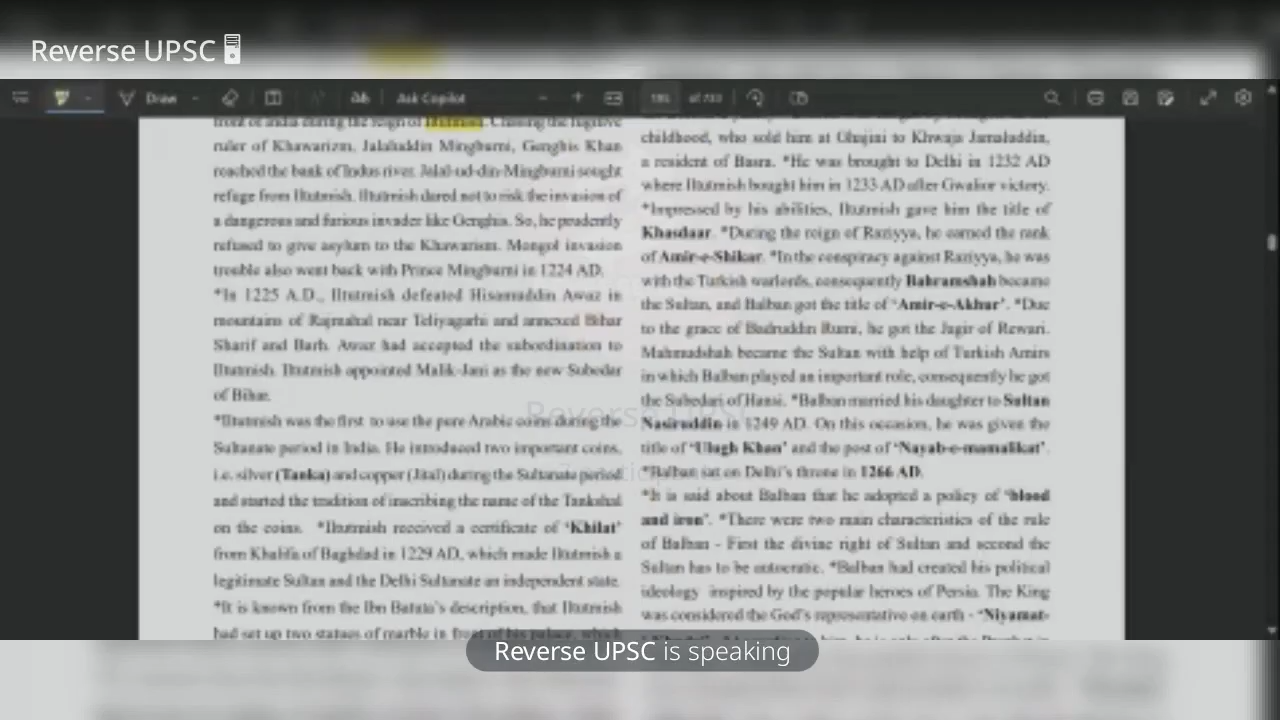 Reverse UPSC
Draw
Ask Copilot
of
front of india during the reign of Iltutmish. Chasing the fugitive
ruler of Khawarizm, Jalaluddin Mingburni, Genghis Khan
reached the bank of Indus river. Jalal-ud-din-Mingburni sought
refuge from Iltutmish. Iltutmish dared not to risk the invasion of
a dangerous and furious invader like Genghis. So, he prudently
refused to give asylum to the Khawarism. Mongol invasion
trouble also went back with Prince Mingburni in 1224 AD.
*In 1225 A.D., Iltutmish defeated Hisamuddin Awaz in
mountains of Rajmahal near Teliyagarhi and annexed Bihar
Sharif and Barh. Awaz had accepted the subordination to
Iltutmish. Iltutmish appointed Malik-Jani as the new Subedar
of Bihar.
*Iltutmish was the first to use the pure Arabic coins during the
Sultanate period in India. He introduced two important coins,
i.e. silver (Tanka) and copper (Jital) during the Sultanate period
and started the tradition of inscribing the name of the Tankshal
on the coins. *Iltutmish received a certificate of 'Khilat'
from Khalifa of Baghdad in 1229 AD, which made Iltutmish a
legitimate Sultan and the Delhi Sultanate an independent state.
*It is known from the Ibn Batuta's description, that Iltutmish
had set up two statues of marble in front of his palace, which
childhood, who sold him at Ghajini to Khwaja Jamaluddin,
a resident of Basra. *He was brought to Delhi in 1232 AD
where Iltutmish bought him in 1233 AD after Gwalior victory.
*Impressed by his abilities, Iltutmish gave him the title of
Khasdaar. *During the reign of Raziyya, he earned the rank
of Amir-e-Shikar. *In the conspiracy against Raziyya, he was
with the Turkish warlords, consequently Bahramshah became
the Sultan, and Balban got the title of 'Amir-e-Akhur'. *Due
to the grace of Badruddin Rumi, he got the Jagir of Rewari.
Mahmudshah became the Sultan with help of Turkish Amirs
in which Balban played an important role, consequently he got
the Subedari of Hansi. *Balban married his daughter to Sultan
Nasiruddin in 1249 AD. On this occasion, he was given the
title of 'Ulugh Khan' and the post of 'Nayab-e-mamalikat'.
*Balban sat on Delhi's throne in 1266 AD.
*It is said about Balban that he adopted a policy of 'blood
and iron'. *There were two main characteristics of the rule
of Balban - First the divine right of Sultan and second the
Sultan has to be autocratic. *Balban had created his political
ideology inspired by the popular heroes of Persia. The King
was considered the God's representative on earth - 'Niyamat-
Reverse UPSC
Reverse UPSC is speaking